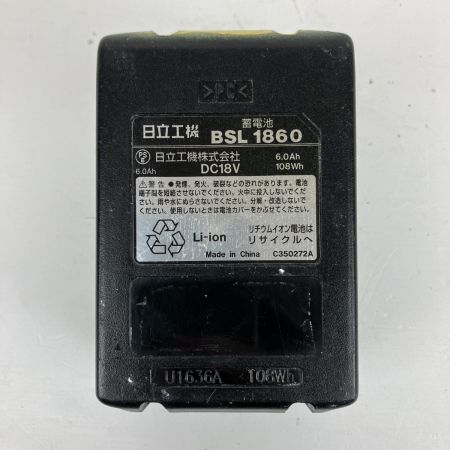 >PC<
蓄電池
日立工機 BSL 1860
PSE 日立工機株式会社 6.0Ah
6.0Ah DC18V 108Wh
⚠警告 ●発煙、発火、破裂などの恐れがあります。電池
端子間を短絡させないでください。火中に投入しないでく
ださい。雨や水にぬらさないでください。分解・改造しないで
ください。使用しないときは電池カバーをかぶせてください。
Li-ion
リチウムイオン電池は
リサイクルへ
Made in China C350272A
U1636A 108Wh